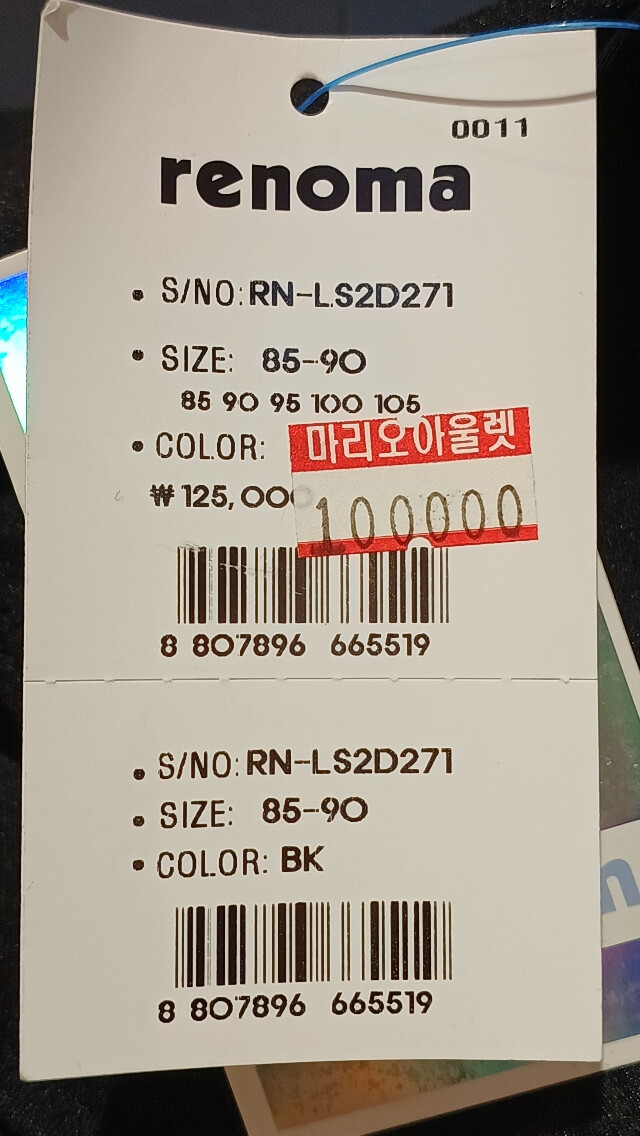 0011
renoma
• S/NO: RN-LS2D271
• SIZE: 85-90
85 90 95 100 105
• COLOR:
마리오아울렛
₩125,000
100000
8 807896 665519
• S/NO: RN-LS2D271
• SIZE: 85-90
• COLOR: BK
8 807896 665519
n